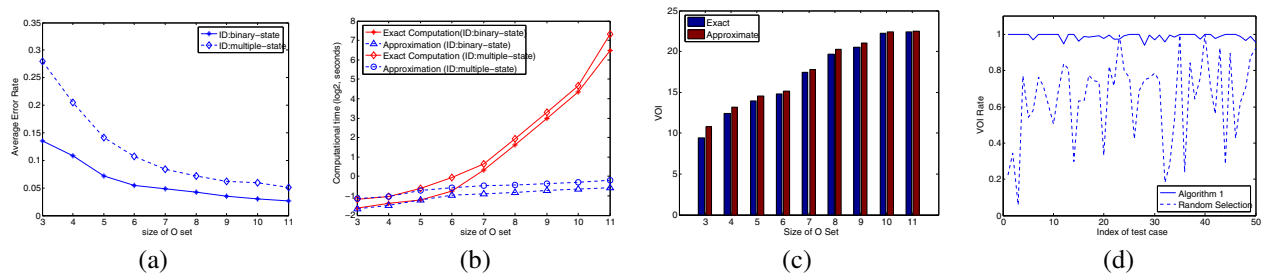 0.35
0.3
0.25
0.2
0.15
0.1
0.05
0
Average Error Rate
ID:binary-state
ID:multiple-state
3 4 5 6 7 8 9 10 11
size of O set
(a)
8
7
6
5
4
3
2
1
0
−1
−2
Computational time (log2, seconds)
Exact Computation(ID:binary−state)
Approximation (ID:binary−state)
Exact Computation (ID:multiple−state)
Approximation (ID:multiple−state)
3 4 5 6 7 8 9 10 11
size of O set
(b)
25
20
15
10
5
0
VOI
Exact
Approximate
3 4 5 6 7 8 9 10 11
Size of O Set
(c)
1
0.8
0.6
0.4
0.2
0
VOI Rate
Algorithm 1
Random Selection
0 10 20 30 40 50
Index of test case
(d)